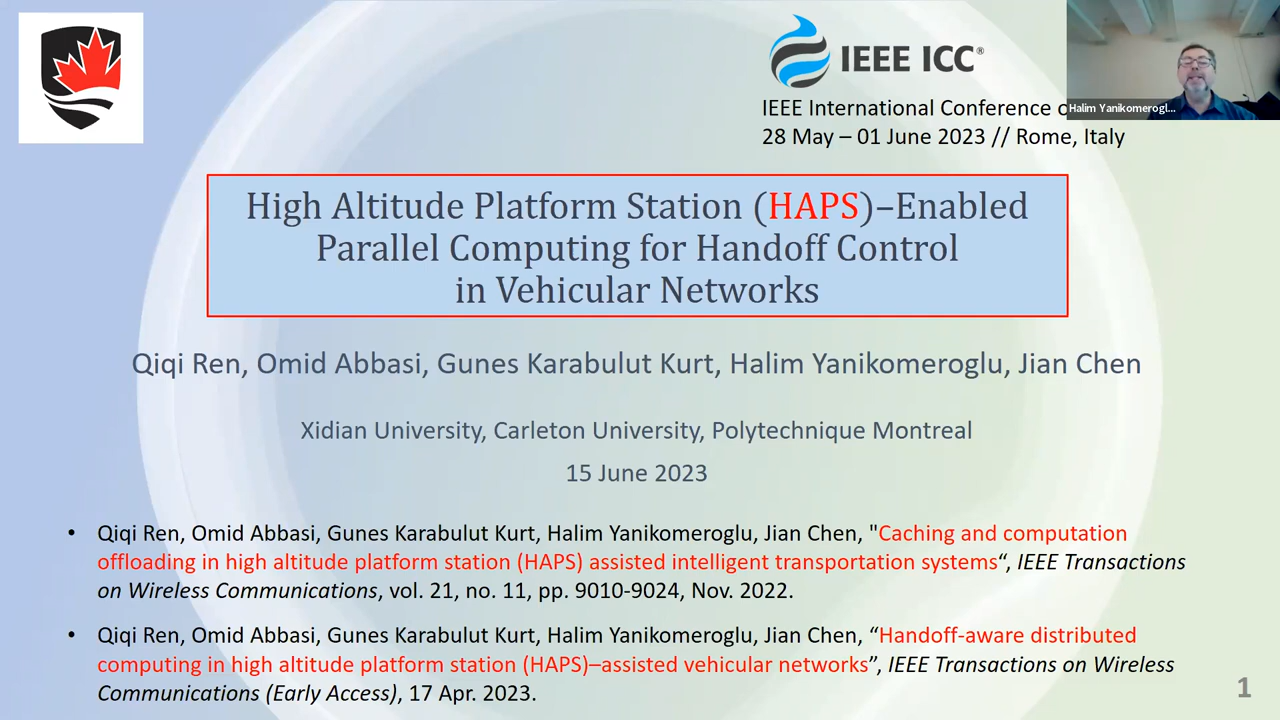 IEEE ICC®
IEEE International Conference o
28 May – 01 June 2023 // Rome, Italy
Halim Yanikomerogl...
High Altitude Platform Station (HAPS)–Enabled
Parallel Computing for Handoff Control
in Vehicular Networks
Qiqi Ren, Omid Abbasi, Gunes Karabulut Kurt, Halim Yanikomeroglu, Jian Chen
Xidian University, Carleton University, Polytechnique Montreal
15 June 2023
• Qiqi Ren, Omid Abbasi, Gunes Karabulut Kurt, Halim Yanikomeroglu, Jian Chen, "Caching and computation
offloading in high altitude platform station (HAPS) assisted intelligent transportation systems“, IEEE Transactions
on Wireless Communications, vol. 21, no. 11, pp. 9010-9024, Nov. 2022.
• Qiqi Ren, Omid Abbasi, Gunes Karabulut Kurt, Halim Yanikomeroglu, Jian Chen, “Handoff-aware distributed
computing in high altitude platform station (HAPS)–assisted vehicular networks”, IEEE Transactions on Wireless
Communications (Early Access), 17 Apr. 2023.
1